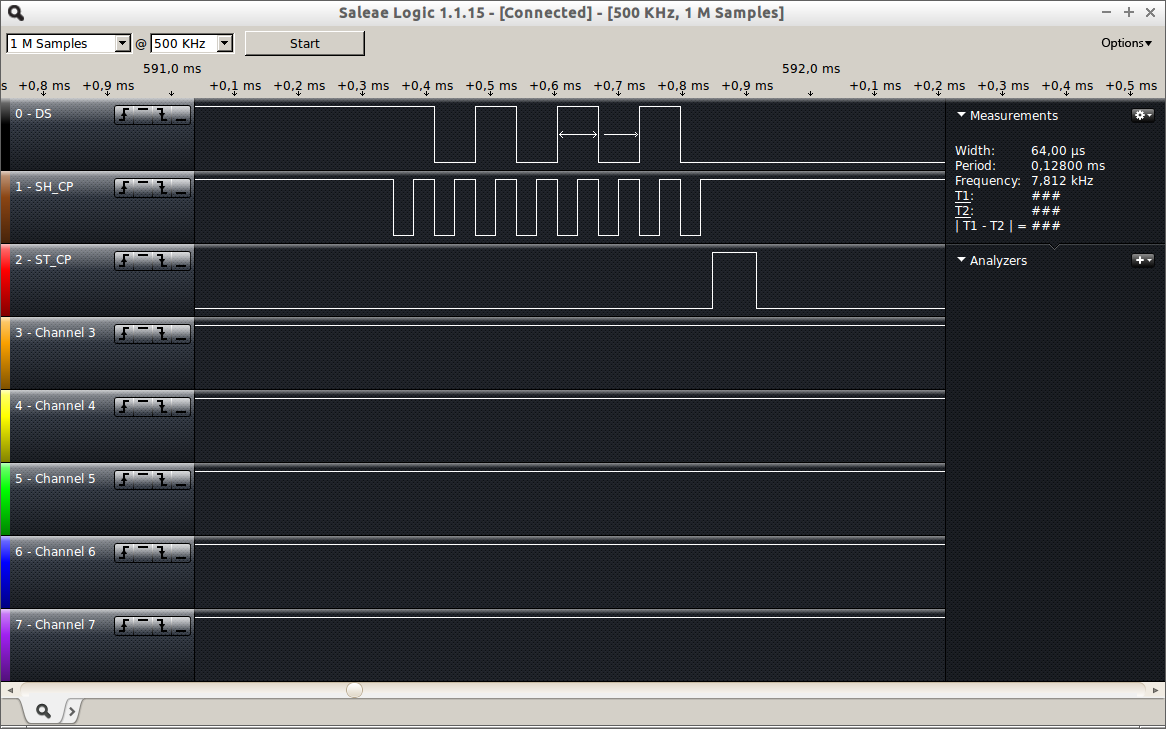 Saleae Logic 1.1.15 - [Connected] - [500 KHz, 1 M Samples]
1 M Samples @ 500 KHz Start Options
591,0 ms 592,0 ms
s +0,8 ms +0,9 ms +0,1 ms +0,2 ms +0,3 ms +0,4 ms +0,5 ms +0,6 ms +0,7 ms +0,8 ms +0,9 ms +0,1 ms +0,2 ms +0,3 ms +0,4 ms +0,5 ms
0 - DS
Measurements
Width: 64,00 µs
Period: 0,12800 ms
Frequency: 7,812 kHz
T1: ###
T2: ###
| T1 - T2 | = ###
1 - SH_CP
2 - ST_CP
Analyzers
3 - Channel 3
4 - Channel 4
5 - Channel 5
6 - Channel 6
7 - Channel 7